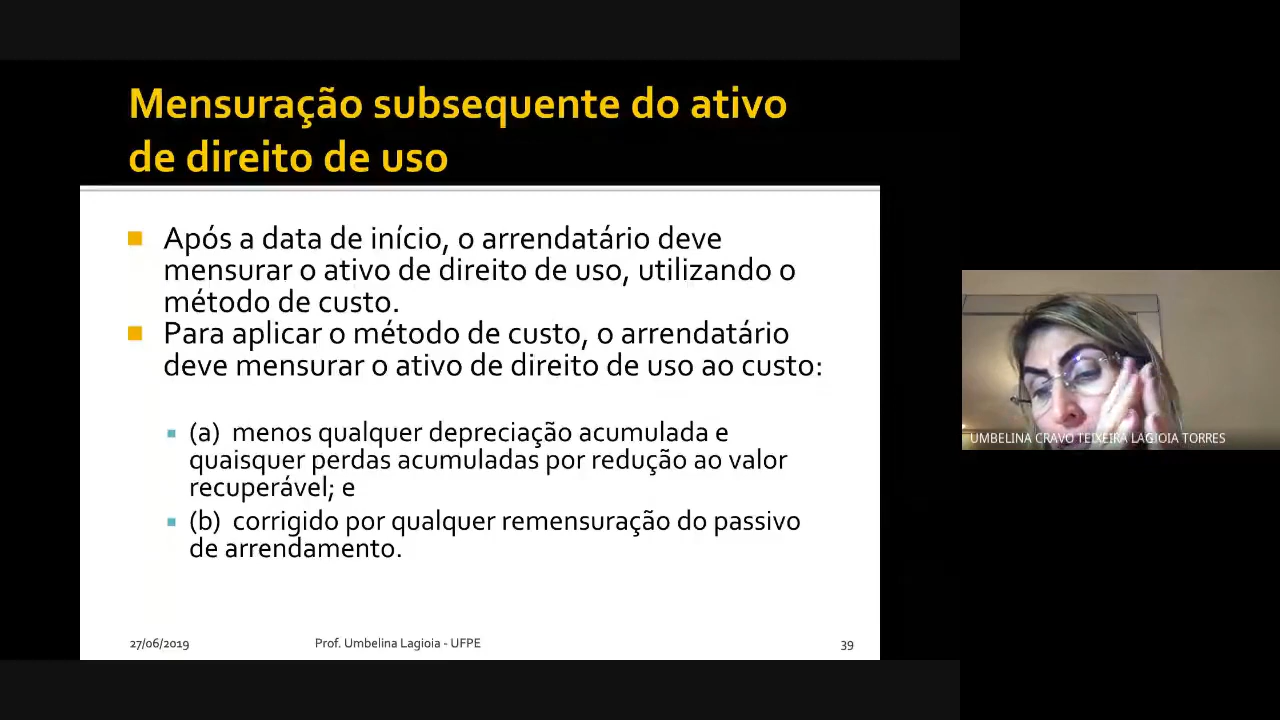 Mensuração subsequente do ativo
de direito de uso
Após a data de início, o arrendatário deve
mensurar o ativo de direito de uso, utilizando o
método de custo.
Para aplicar o método de custo, o arrendatário
deve mensurar o ativo de direito de uso ao custo:
(a) menos qualquer depreciação acumulada e
quaisquer perdas acumuladas por redução ao valor
recuperável; e
(b) corrigido por qualquer remensuração do passivo
de arrendamento.
27/06/2019
Prof. Umbelina Lagioia - UFPE
39
UMBELINA CRAVO TEIXEIRA LAGIOIA TORRES